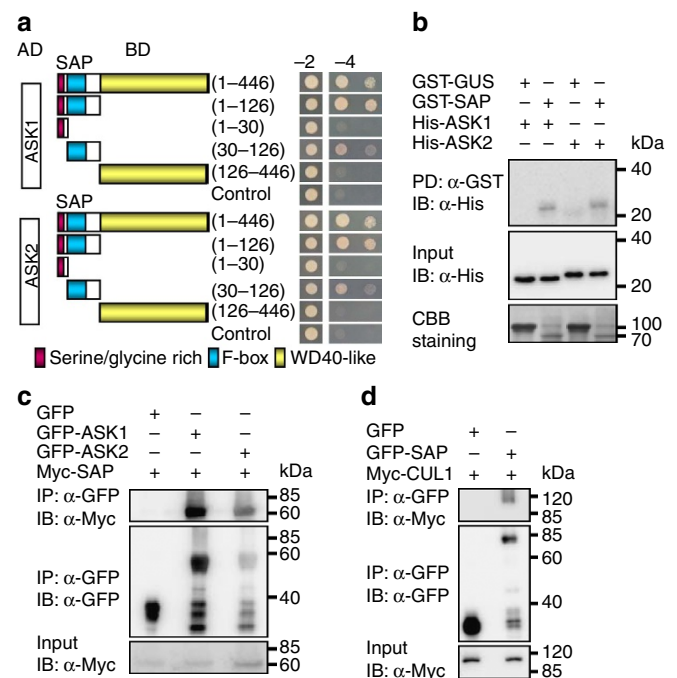 a
AD SAP BD −2 −4
ASK1
(1–446)
(1–126)
(1–30)
(30–126)
(126–446)
Control
SAP
ASK2
(1–446)
(1–126)
(1–30)
(30–126)
(126–446)
Control
Serine/glycine rich F-box WD40-like
b
GST-GUS + − + −
GST-SAP − + − +
His-ASK1 + + − −
His-ASK2 − − + + kDa
PD: α-GST
IB: α-His
40
20
Input
IB: α-His
40
20
CBB
staining
100
70
c
GFP + − −
GFP-ASK1 − + −
GFP-ASK2 − − +
Myc-SAP + + + kDa
IP: α-GFP
IB: α-Myc
85
60
IP: α-GFP
IB: α-GFP
85
60
40
Input
IB: α-Myc
85
60
d
GFP + −
GFP-SAP − +
Myc-CUL1 + + kDa
IP: α-GFP
IB: α-Myc
120
85
IP: α-GFP
IB: α-GFP
85
60
40
Input
IB: α-Myc
120
85